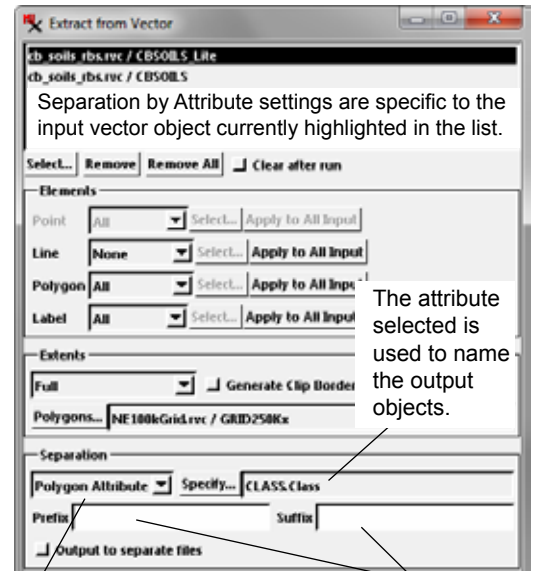 Extract from Vector
cb_soils_rbs.rvc / CBSOILS_Lite
cb_soils_rbs.rvc / CBSOILS
Separation by Attribute settings are specific to the
input vector object currently highlighted in the list.
Select... Remove Remove All Clear after run
Elements
Point All Select... Apply to All Input
Line None Select... Apply to All Input
Polygon All Select... Apply to All Input
Label All Select... Apply to All Input
The attribute
selected is
used to name
the output
objects.
Extents
Full Generate Clip Border
Polygons... NE100kGrid.rvc / GRID250Kx
Separation
Polygon Attribute Specify... CLASS.Class
Prefix Suffix
Output to separate files